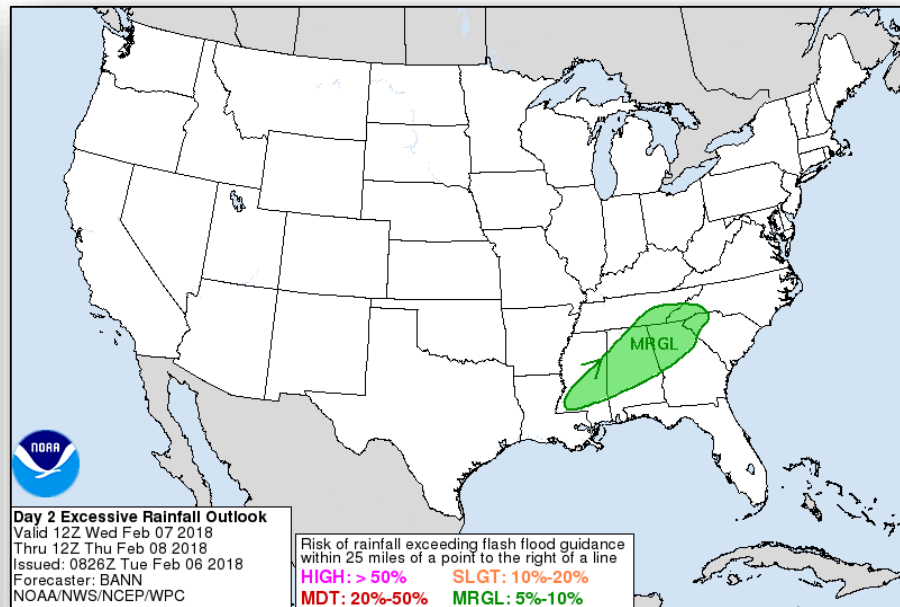 MRGL
NOAA
Day 2 Excessive Rainfall Outlook
Valid 12Z Wed Feb 07 2018
Thru 12Z Thu Feb 08 2018
Issued: 0826Z Tue Feb 06 2018
Forecaster: BANN
NOAA/NWS/NCEP/WPC
Risk of rainfall exceeding flash flood guidance
within 25 miles of a point to the right of a line
HIGH: > 50% SLGT: 10%-20%
MDT: 20%-50% MRGL: 5%-10%